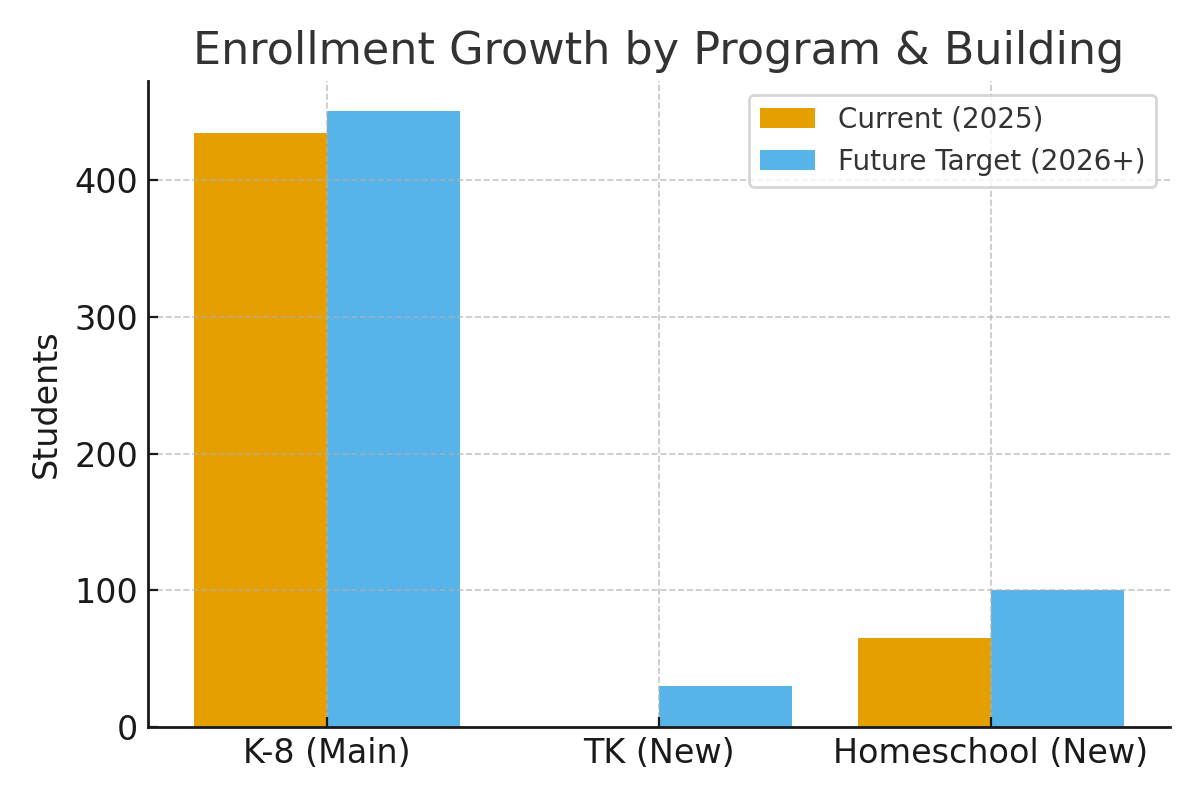 Enrollment Growth by Program & Building
Current (2025)
Future Target (2026+)
Students
400
300
200
100
0
K-8 (Main)
TK (New)
Homeschool (New)